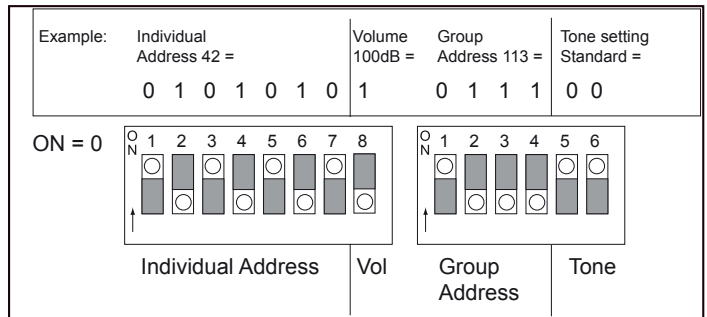 Example: Individual Address 42 = Volume 100dB = Group Address 113 = Tone setting Standard =
0 1 0 1 0 1 0 1 0 1 1 1 0 0
ON = 0 ON 1 2 3 4 5 6 7 8 ON 1 2 3 4 5 6
Individual Address Vol Group Address Tone